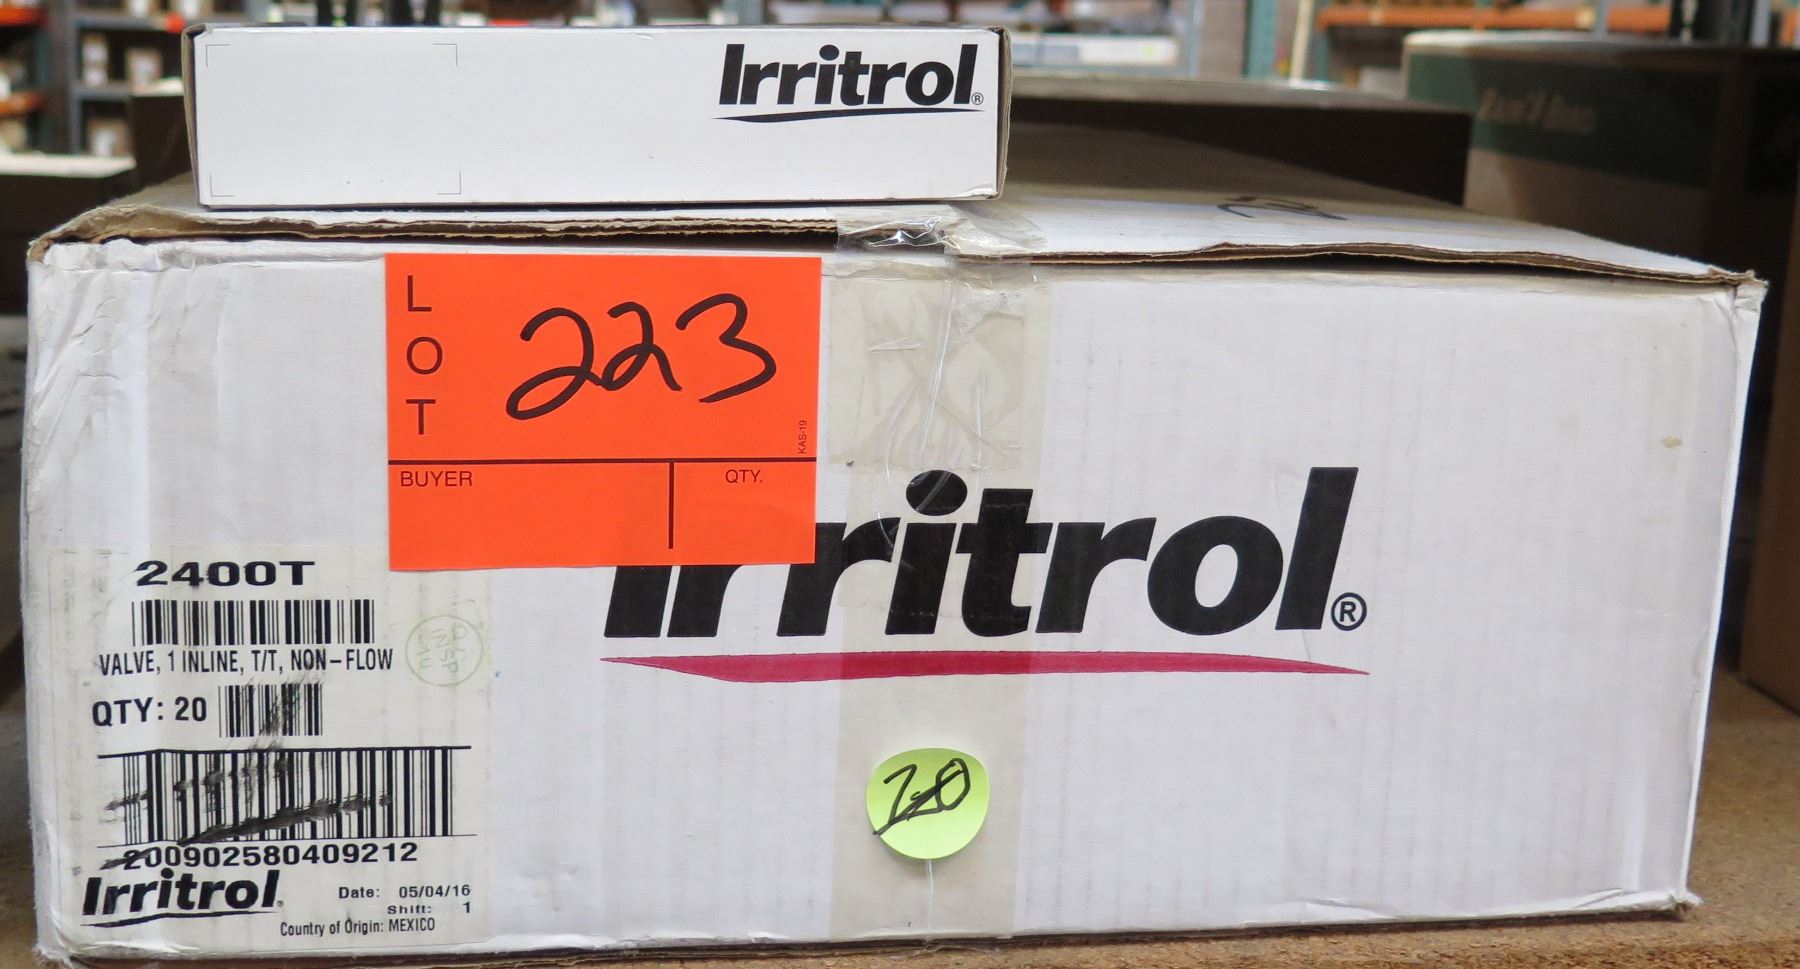 Irritrol®
LOT
223
KAS-19
BUYER
QTY.
Irritrol®
2400T
VALVE, 1 INLINE, T/T, NON-FLOW
QTY: 20
200902580409212
Irritrol®
Date: 05/04/16
Shift: 1
Country of Origin: MEXICO
20